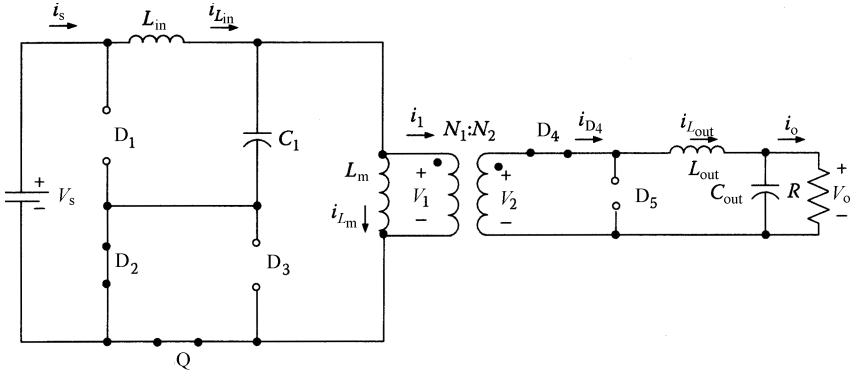 i_s
L_in
i_Lin
D_1
C_1
V_s
+
−
D_2
D_3
Q
L_m
i_Lm
i_1
N_1:N_2
+
V_1
−
+
V_2
−
D_4
i_D4
D_5
i_Lout
L_out
C_out
R
i_o
+
V_o
−